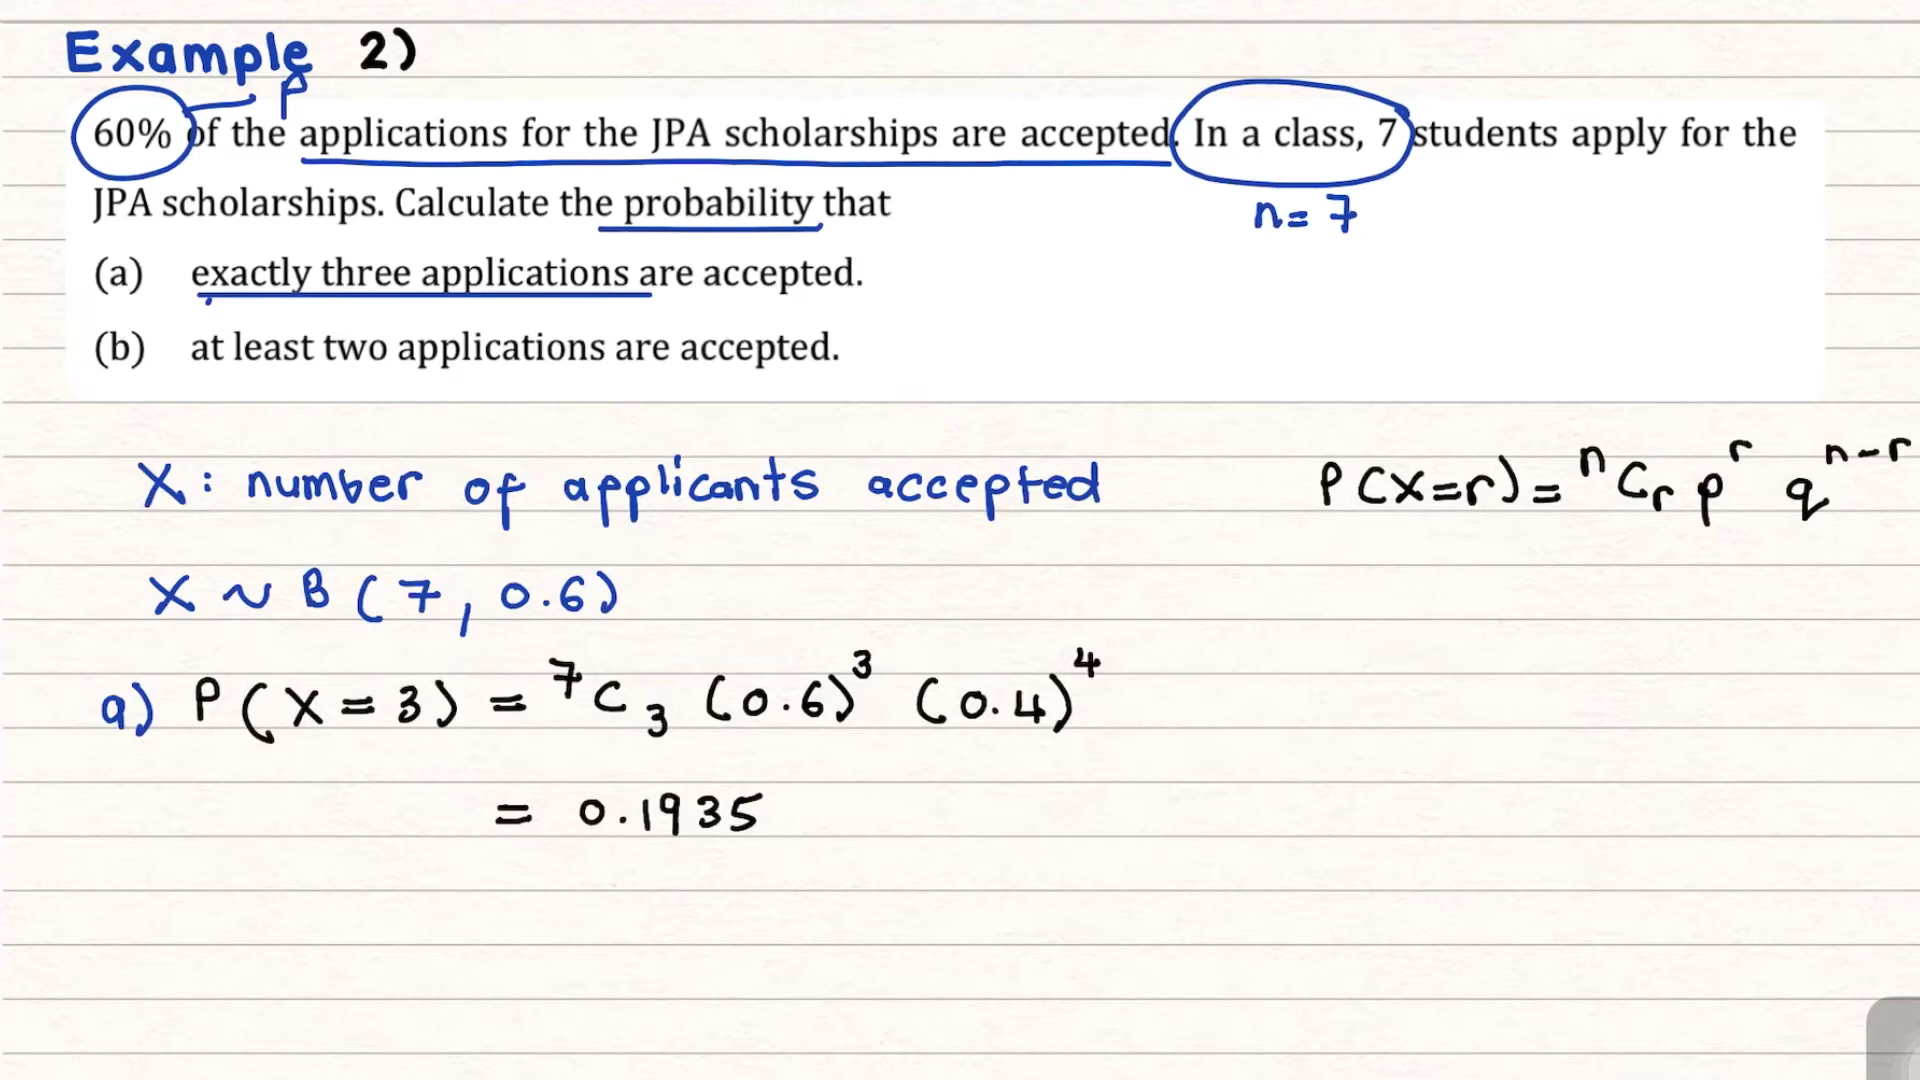 Example 2)
p
60% of the applications for the JPA scholarships are accepted. In a class, 7 students apply for the
JPA scholarships. Calculate the probability that
n = 7
(a) exactly three applications are accepted.
(b) at least two applications are accepted.
X : number of applicants accepted
P(X=r) = ⁿCᵣ pʳ qⁿ⁻ʳ
X ~ B(7, 0.6)
a) P(X=3) = ⁷C₃ (0.6)³ (0.4)⁴
= 0.1935